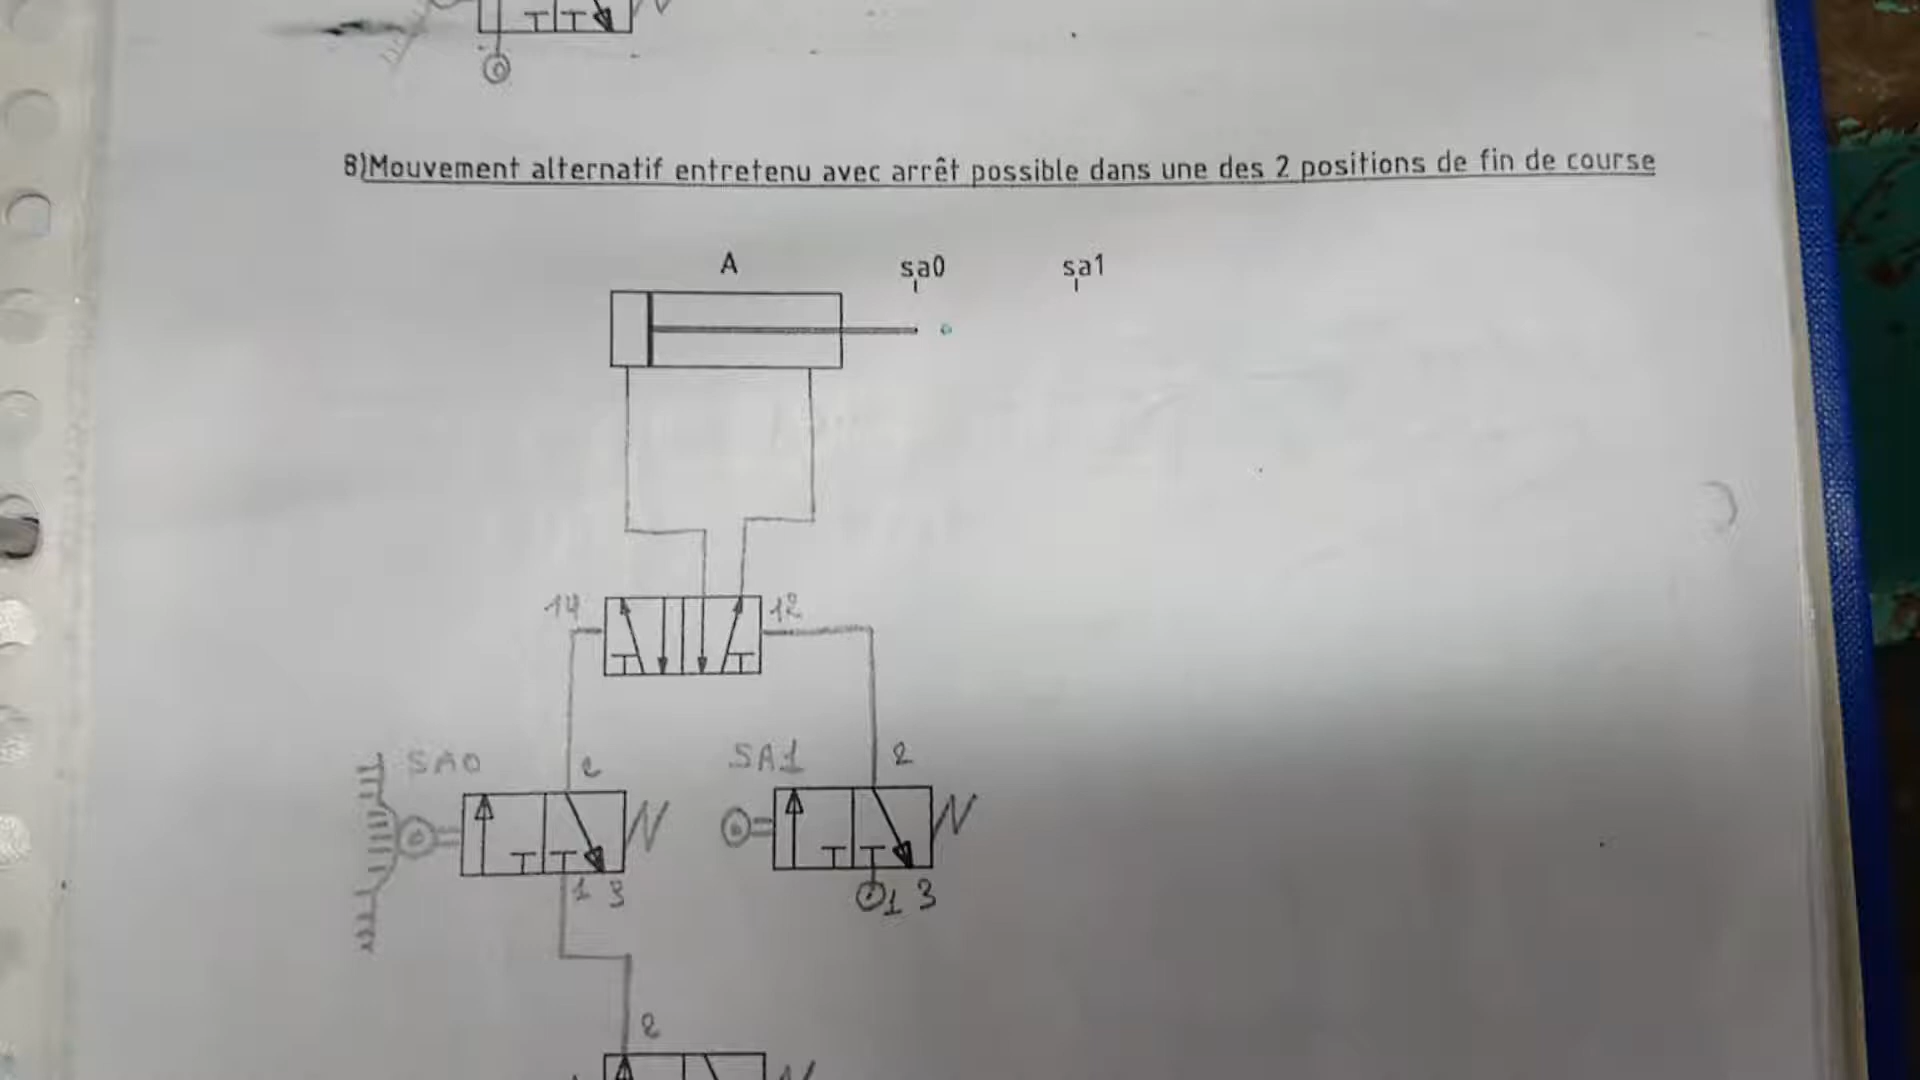 8)Mouvement alternatif entretenu avec arrêt possible dans une des 2 positions de fin de course
A
sa0
sa1
14
12
SA0
2
SA1
2
1 3
1 3
2